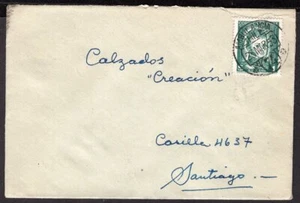 Calzados
"Creación"
Casilla 4637
Santiago.—